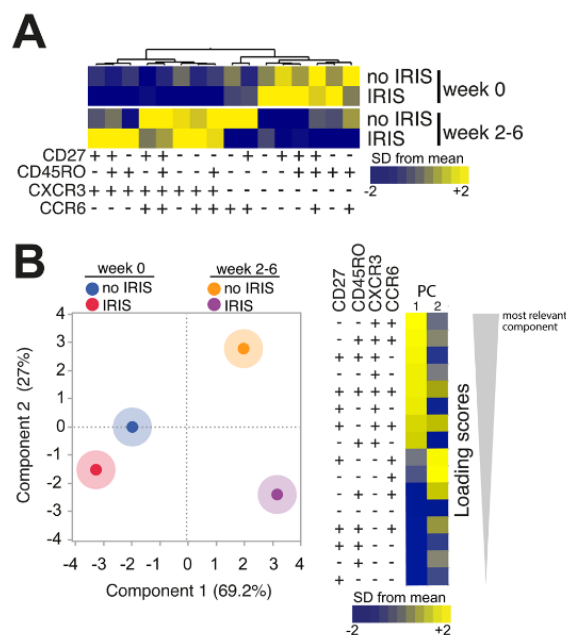 A
no IRIS
IRIS
week 0
no IRIS
IRIS
week 2-6
CD27 + + - + + - - - - + - + + + - -
CD45RO - + + - + - - + - - - - + + + +
CXCR3 + + + + + + + + - - - - - - - -
CCR6 - - - + + - + + + + - - - + - +
SD from mean
-2 +2
B
week 0 week 2-6
no IRIS no IRIS
IRIS IRIS
Component 2 (27%)
4
3
2
1
0
-1
-2
-3
-4
-4 -3 -2 -1 0 1 2 3 4
Component 1 (69.2%)
CD27 CD45RO CXCR3 CCR6
PC
1 2
- - + +
- + + +
+ + + -
- - + -
+ + + +
+ - + -
+ - + +
- + + -
+ - - +
- - - +
- + - +
- - - -
+ + - +
+ + - -
- + - -
+ - - -
Loading scores
most relevant
component
SD from mean
-2 +2